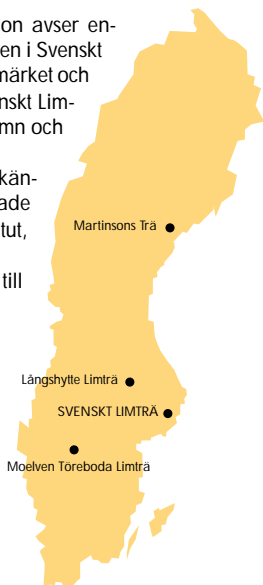 on avser en-
en i Svenskt
märket och
nskt Lim-
mn och
kän-
ade
tut,
till
Martinsons Trä
Långshytte Limträ
SVENSKT LIMTRÄ
Moelven Töreboda Limträ